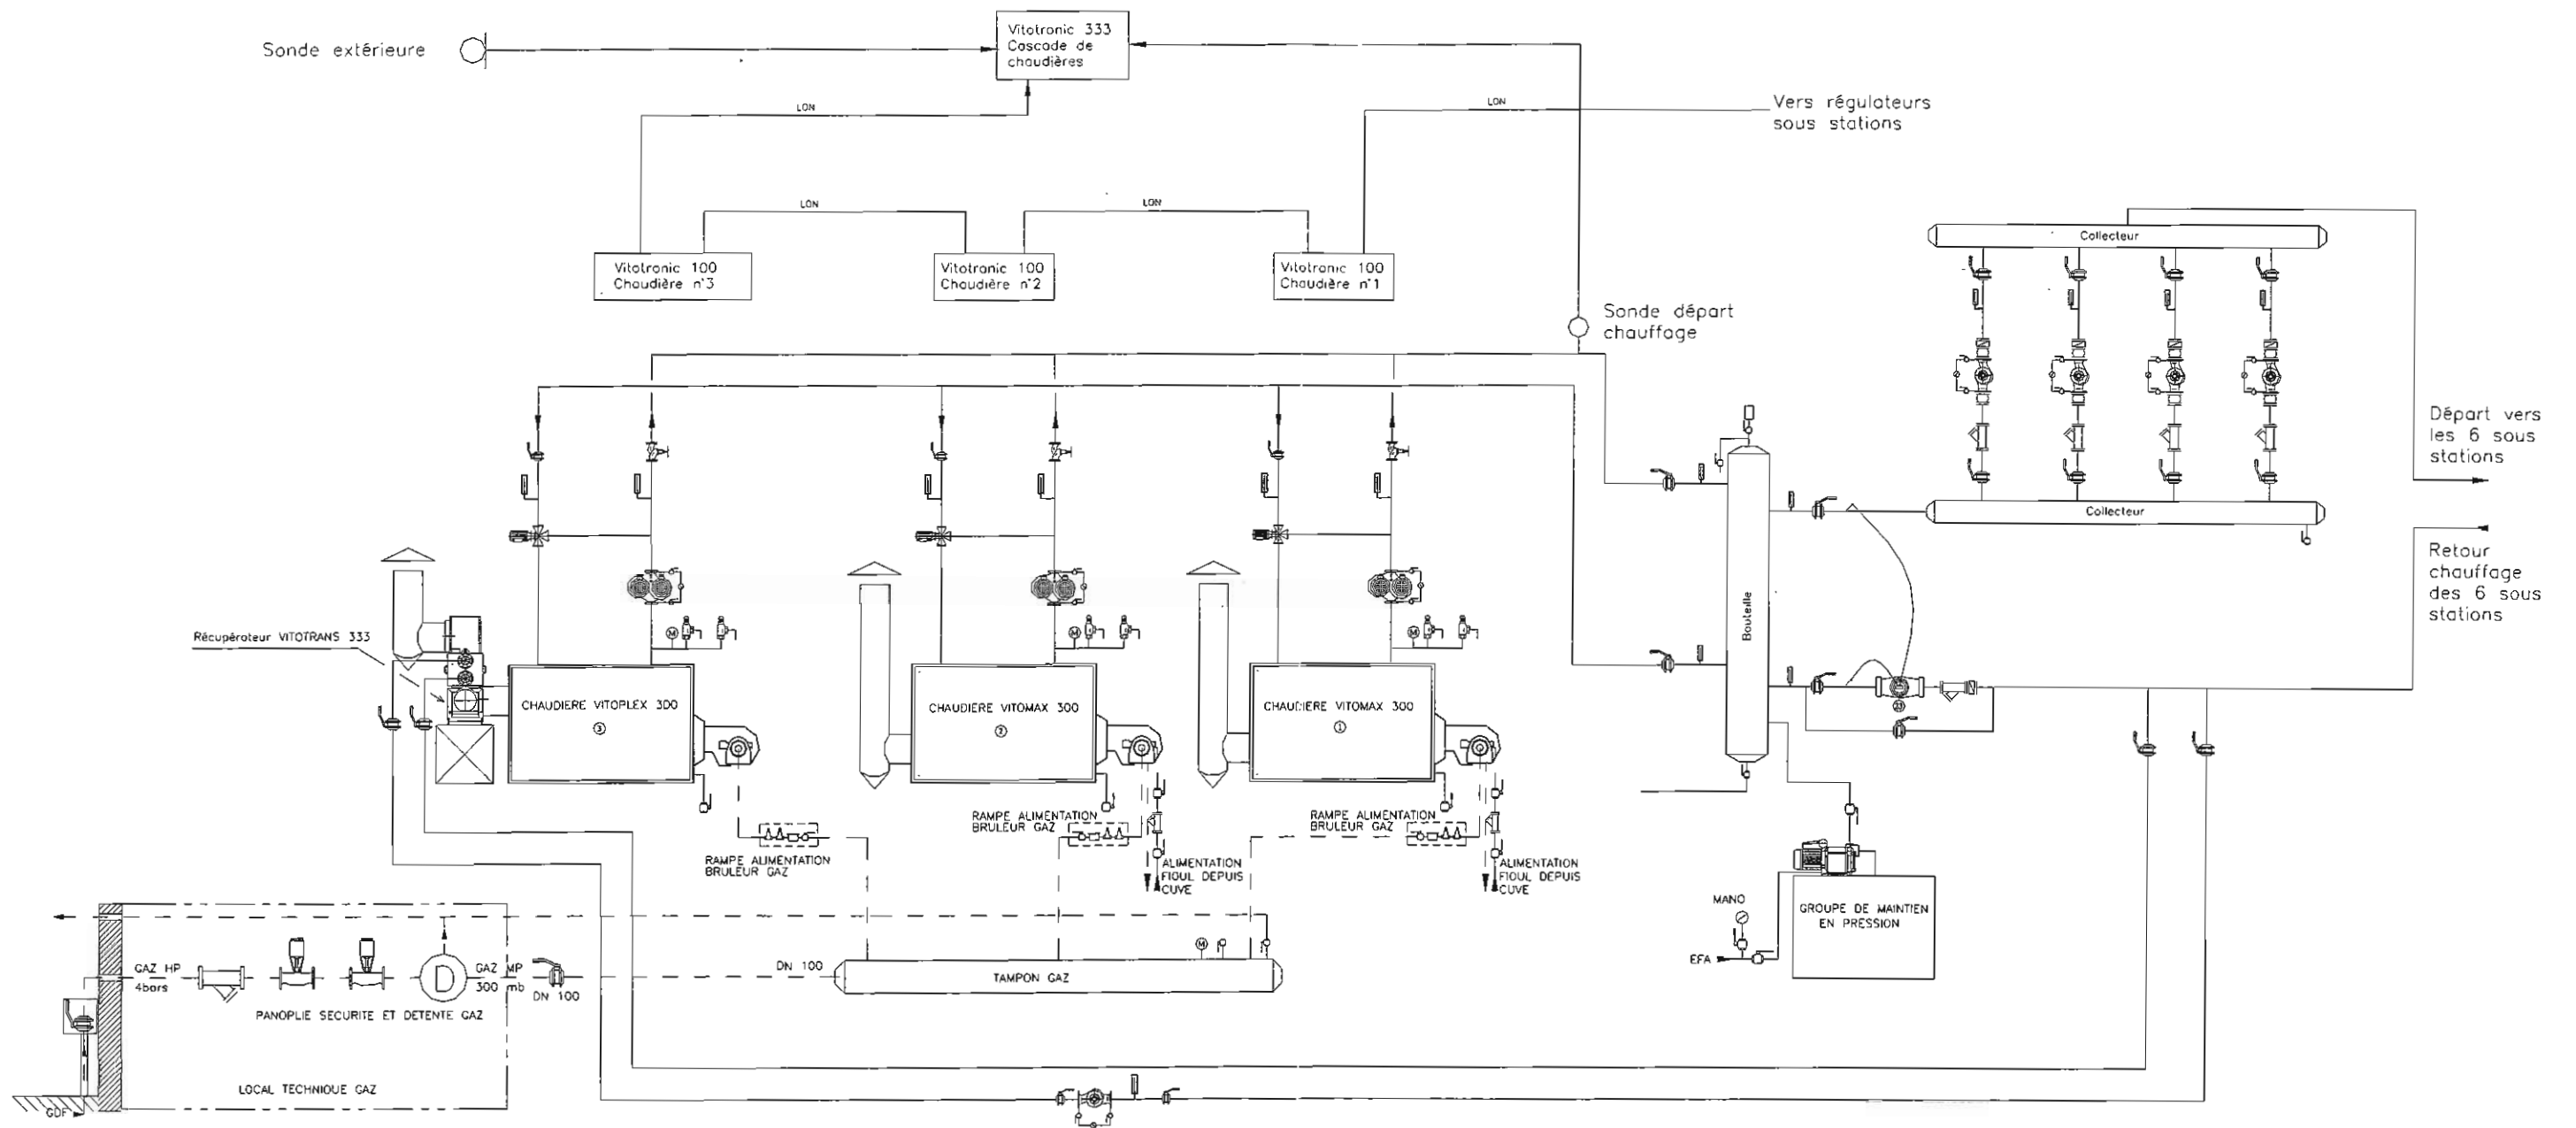 Sonde extérieure
Vitotronic 333
Cascade de
chaudières
LON
LON
Vers régulateurs
sous stations
LON
LON
Vitotronic 100
Chaudière n°3
Vitotronic 100
Chaudière n°2
Vitotronic 100
Chaudière n°1
Sonde départ
chauffage
Collecteur
Collecteur
Départ vers
les 6 sous
stations
Retour
chauffage
des 6 sous
stations
Bouteille
23
Récupérateur VITOTRANS 333
M
M
M
CHAUDIERE VITOPLEX 300
3
CHAUDIERE VITOMAX 300
2
CHAUDIERE VITOMAX 300
1
RAMPE ALIMENTATION
BRULEUR GAZ
RAMPE ALIMENTATION
BRULEUR GAZ
RAMPE ALIMENTATION
BRULEUR GAZ
ALIMENTATION
FIOUL DEPUIS
CUVE
ALIMENTATION
FIOUL DEPUIS
CUVE
MANO
EFA
GROUPE DE MAINTIEN
EN PRESSION
GAZ HP
4bars
D
GAZ MP
300 mb
DN 100
DN 100
M
TAMPON GAZ
PANOPLIE SECURITE ET DETENTE GAZ
LOCAL TECHNIQUE GAZ
GDF